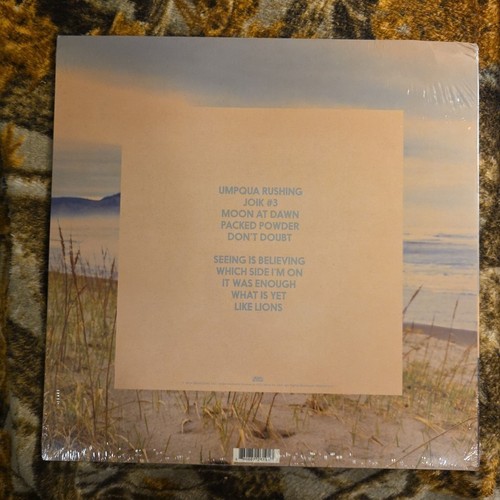 UMPQUA RUSHING
JOIK #3
MOON AT DAWN
PACKED POWDER
DON'T DOUBT
SEEING IS BELIEVING
WHICH SIDE I'M ON
IT WAS ENOUGH
WHAT IS YET
LIKE LIONS